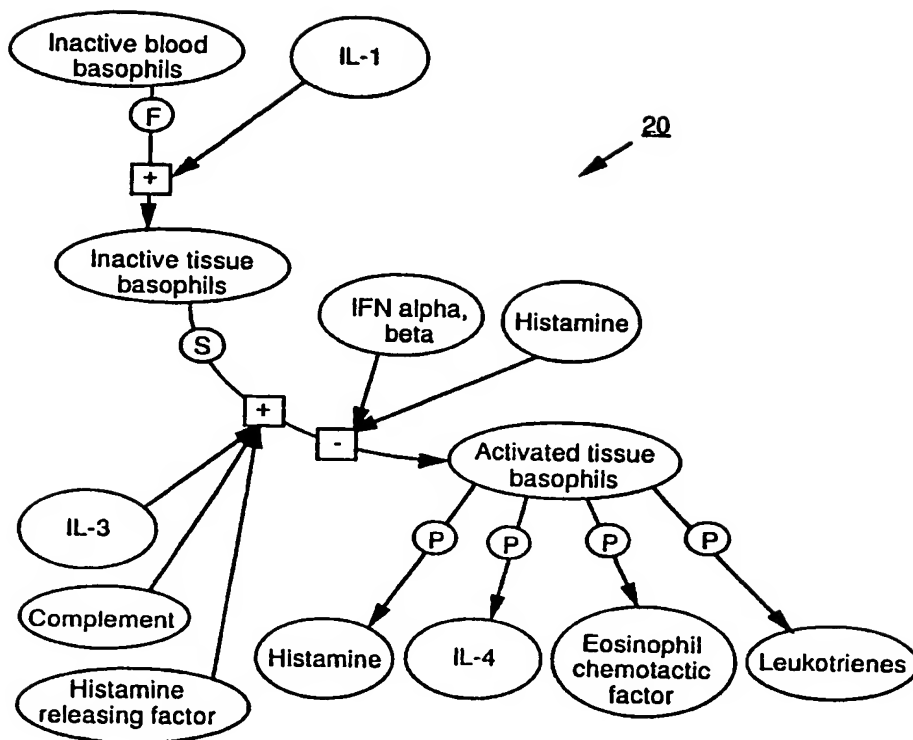 Inactive blood
basophils
IL-1
F
20
+
Inactive tissue
basophils
IFN alpha,
beta
Histamine
S
+
-
Activated tissue
basophils
IL-3
P
P
P
P
Complement
Histamine
IL-4
Eosinophil
chemotactic
factor
Leukotrienes
Histamine
releasing factor